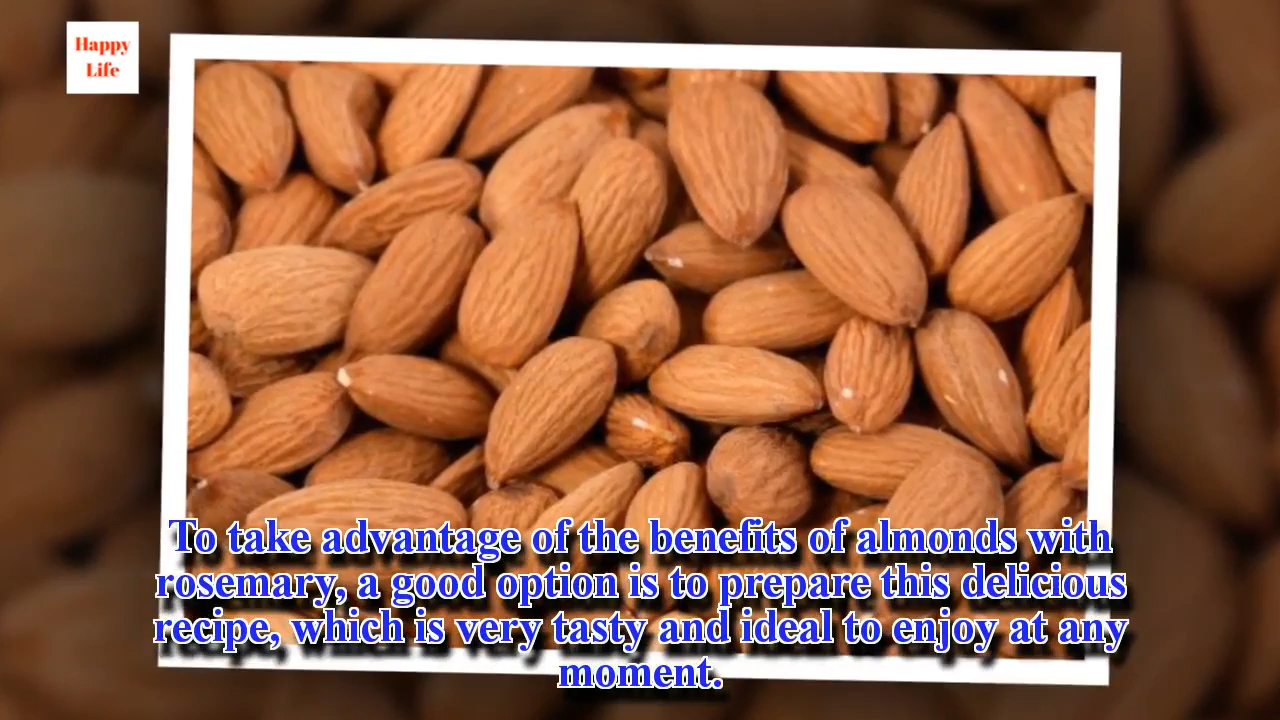 Happy
Life
To take advantage of the benefits of almonds with
rosemary, a good option is to prepare this delicious
recipe, which is very tasty and ideal to enjoy at any
moment.